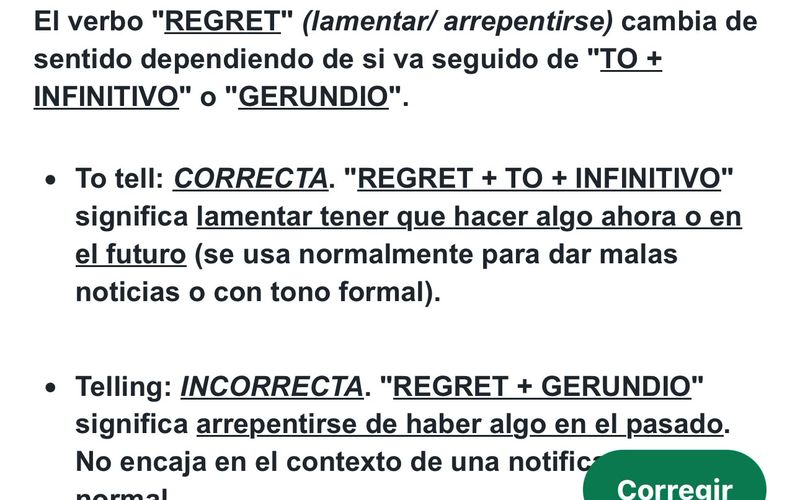 El verbo "REGRET" (lamentar/ arrepentirse) cambia de
sentido dependiendo de si va seguido de "TO +
INFINITIVO" o "GERUNDIO".
To tell: CORRECTA. "REGRET + TO + INFINITIVO"
significa lamentar tener que hacer algo ahora o en
el futuro (se usa normalmente para dar malas
noticias o con tono formal).
Telling: INCORRECTA. "REGRET + GERUNDIO"
significa arrepentirse de haber algo en el pasado.
No encaja en el contexto de una
normal
Corregir